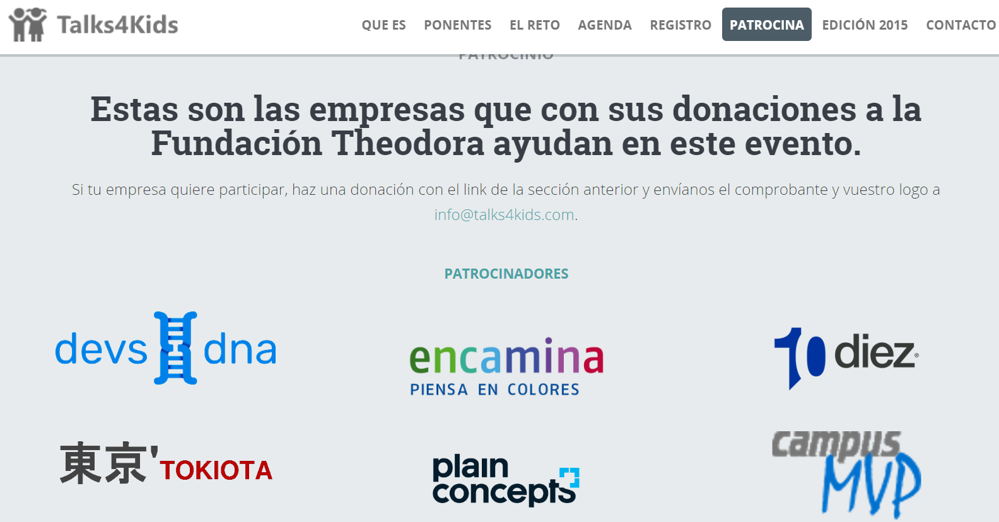 Talks4Kids
QUE ES PONENTES EL RETO AGENDA REGISTRO PATROCINA EDICIÓN 2015 CONTACTO
PATROCINIO
Estas son las empresas que con sus donaciones a la
Fundación Theodora ayudan en este evento.
Si tu empresa quiere participar, haz una donación con el link de la sección anterior y envíanos el comprobante y vuestro logo a
info@talks4kids.com.
PATROCINADORES
devs dna
encamina
PIENSA EN COLORES
10 diez®
東京' TOKIOTA
plain
concepts
campus
MVP